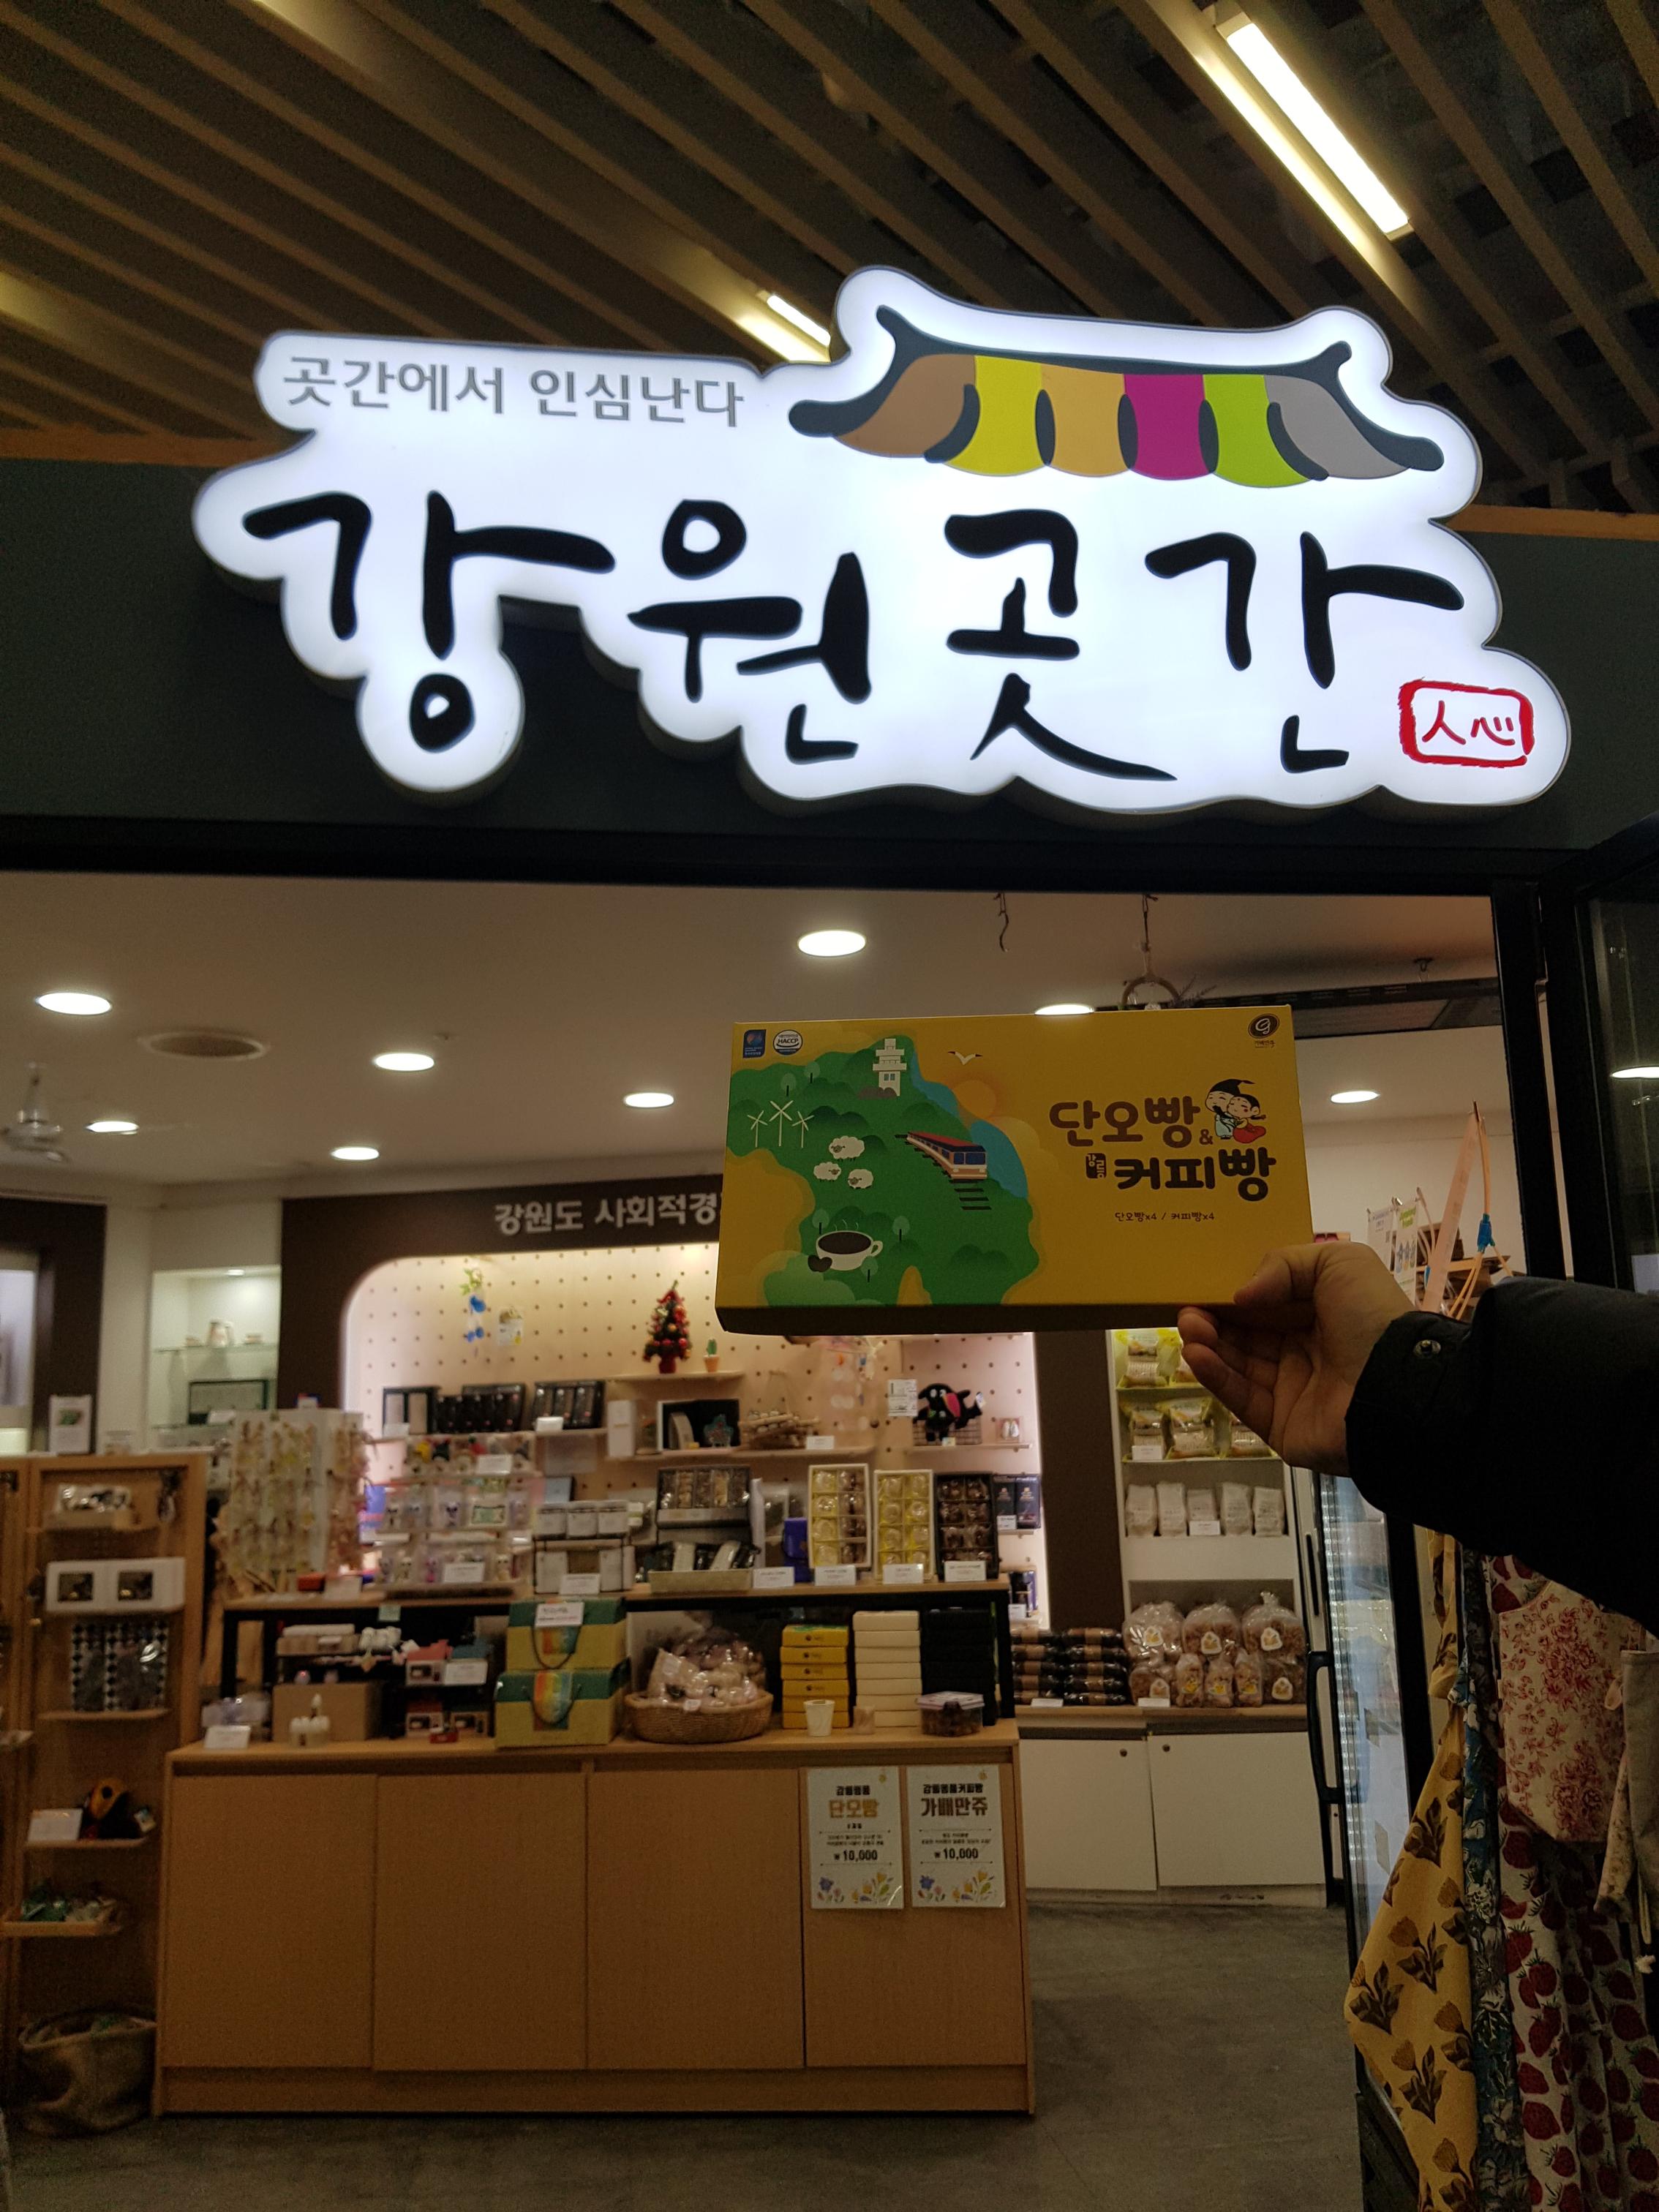 곳간에서 인심난다
강원곳간
人心
HACCP
단오빵
&
강릉 커피빵
단오빵x4 / 커피빵x4
강원도 사회적경
강릉명품
단오빵
₩10,000
강릉명품커피빵
가배만쥬
₩10,000